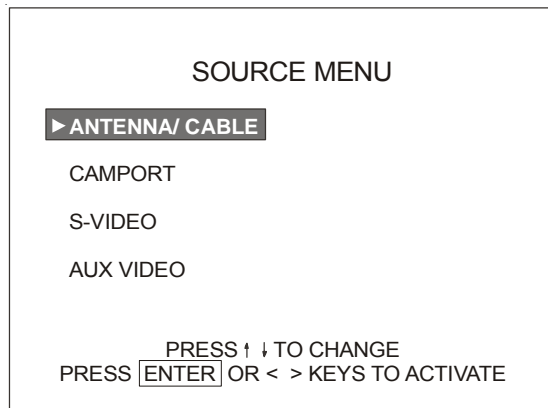 SOURCE MENU
ANTENNA/ CABLE
CAMPORT
S-VIDEO
AUX VIDEO
PRESS ↑ ↓ TO CHANGE
PRESS ENTER OR < > KEYS TO ACTIVATE